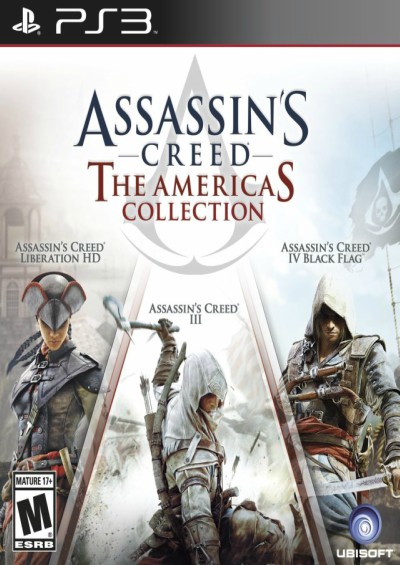 PS3
ASSASSIN'S
CREED
THE AMERICAS
COLLECTION
ASSASSIN'S CREED®
LIBERATION HD
ASSASSIN'S CREED®
IV BLACK FLAG™
ASSASSIN'S CREED®
III
MATURE 17+
M
ESRB
UBISOFT